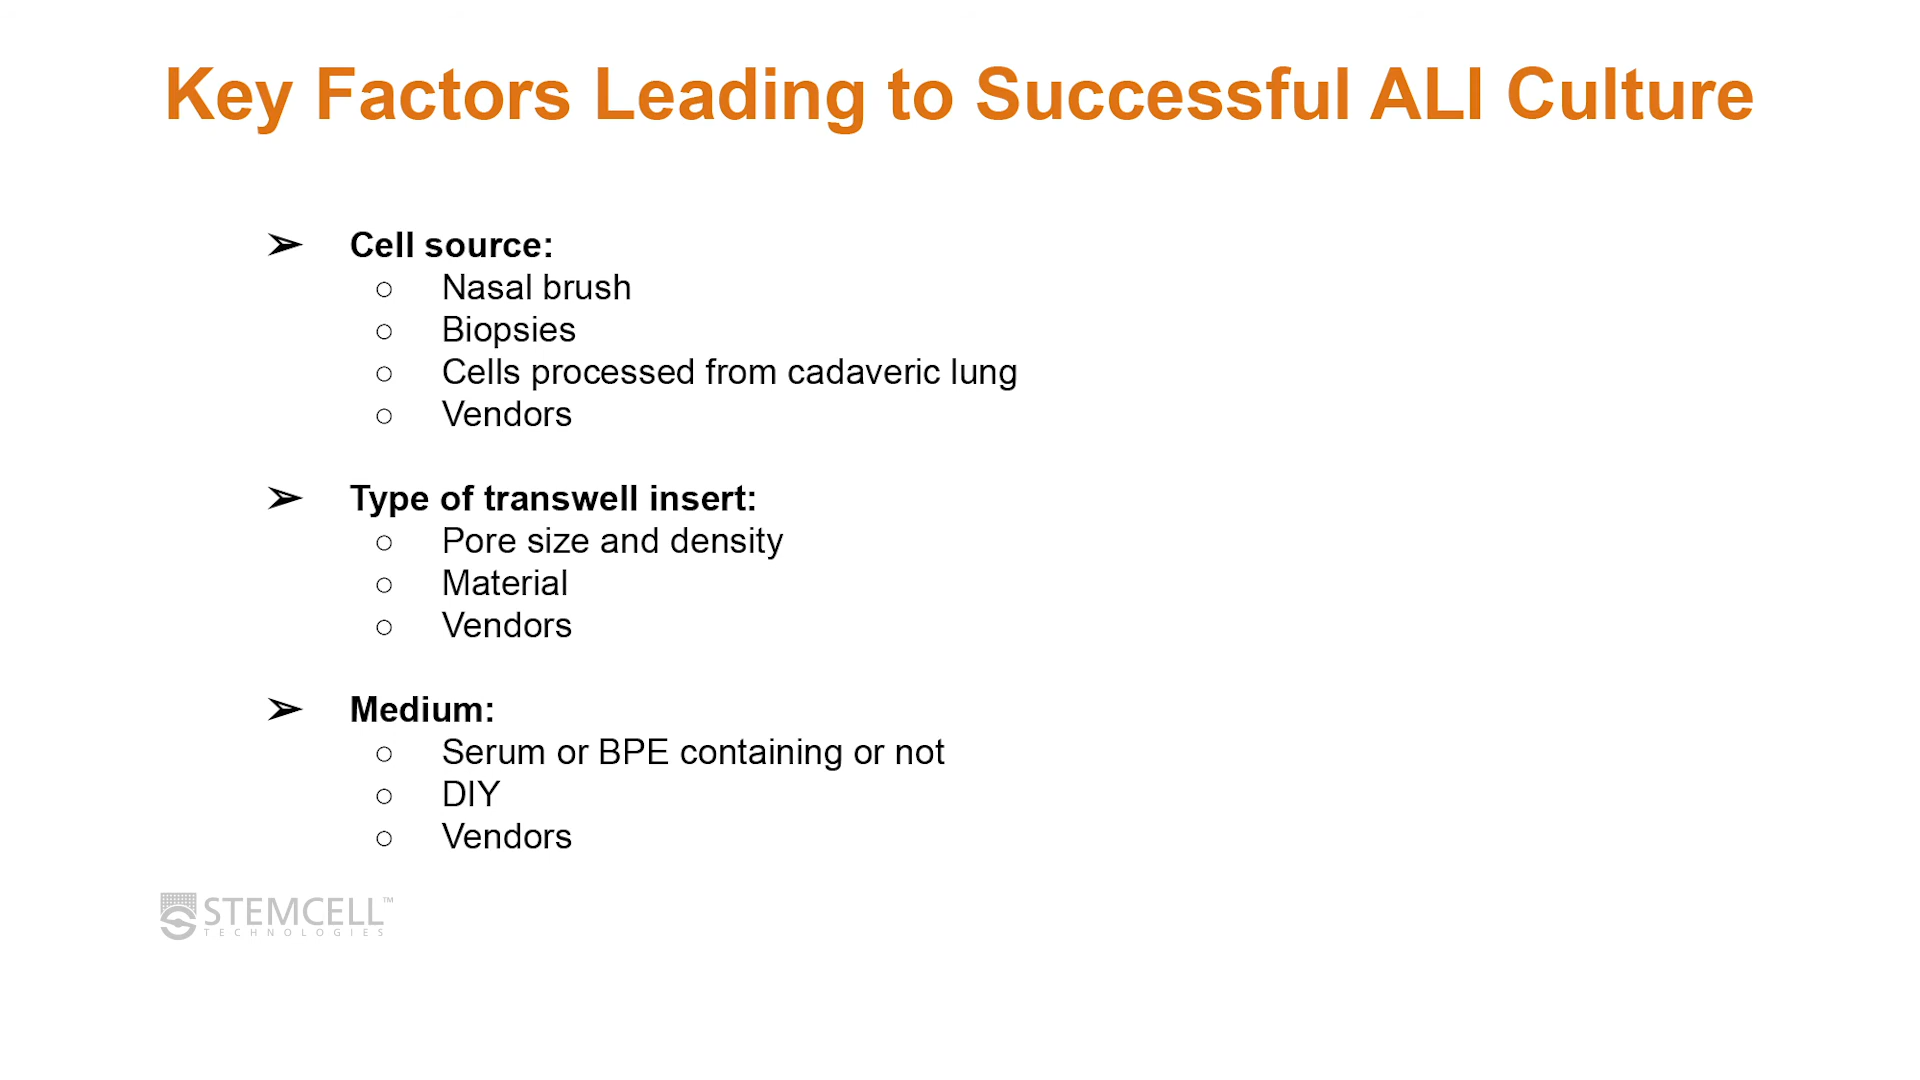 Key Factors Leading to Successful ALI Culture
➢ Cell source:
○ Nasal brush
○ Biopsies
○ Cells processed from cadaveric lung
○ Vendors
➢ Type of transwell insert:
○ Pore size and density
○ Material
○ Vendors
➢ Medium:
○ Serum or BPE containing or not
○ DIY
○ Vendors
STEMCELL™
TECHNOLOGIES